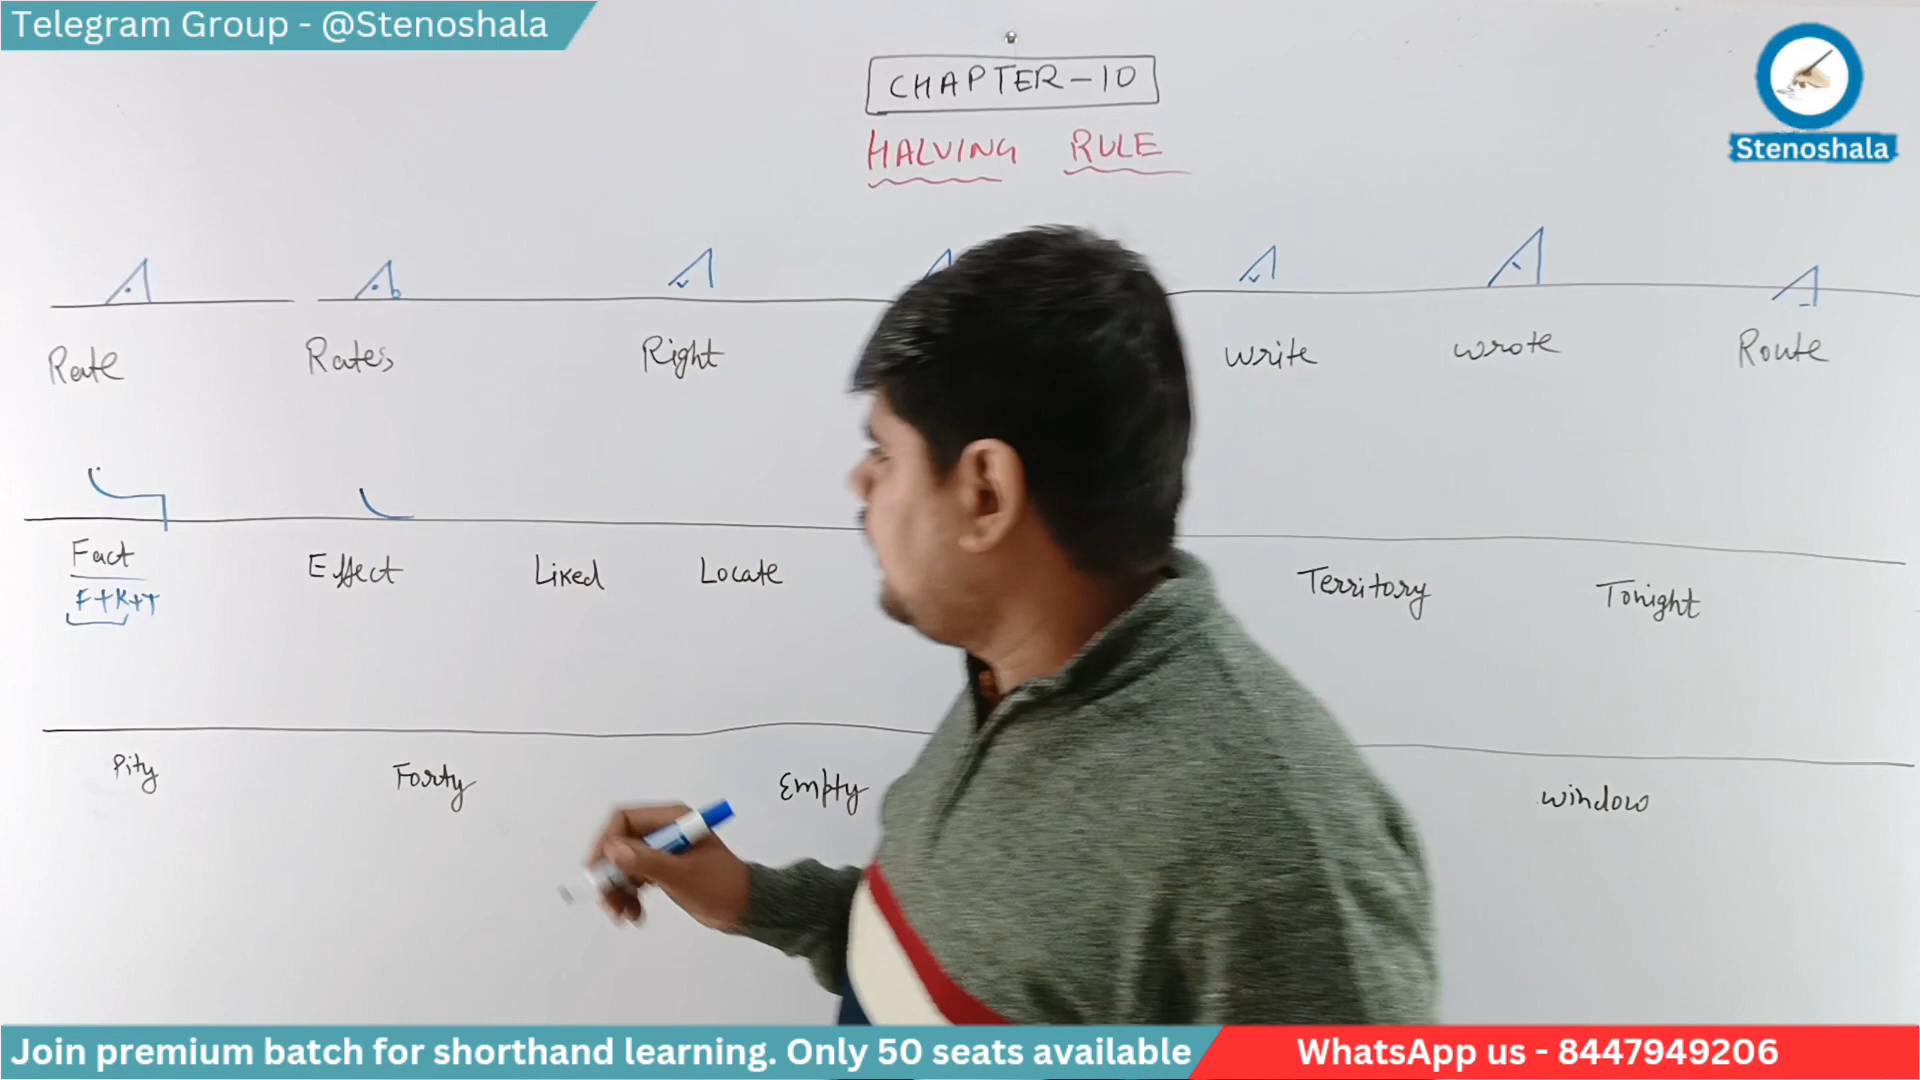 Telegram Group - @Stenoshala
CHAPTER-10
HALVING RULE
Stenoshala
Rate Rates Right write wrote Route
Fact Effect Liked Locate Territory Tonight
F+K+T
Pity Forty Empty window
Join premium batch for shorthand learning. Only 50 seats available
WhatsApp us - 8447949206